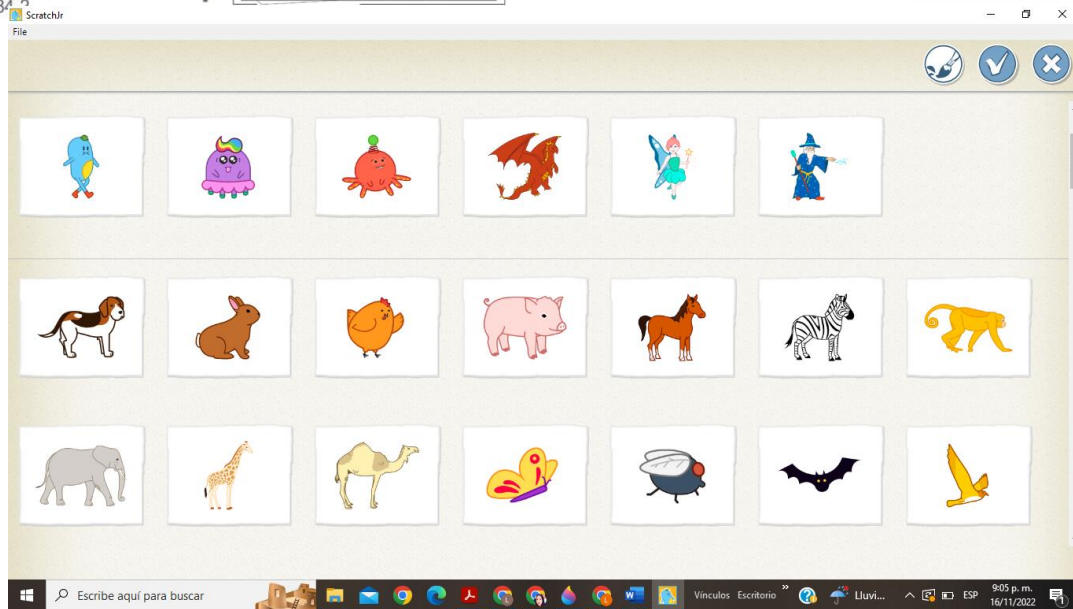 ScratchJr
File
Escribe aquí para buscar
Vínculos Escritorio » Lluvi... ESP 9:05 p. m.
16/11/2022